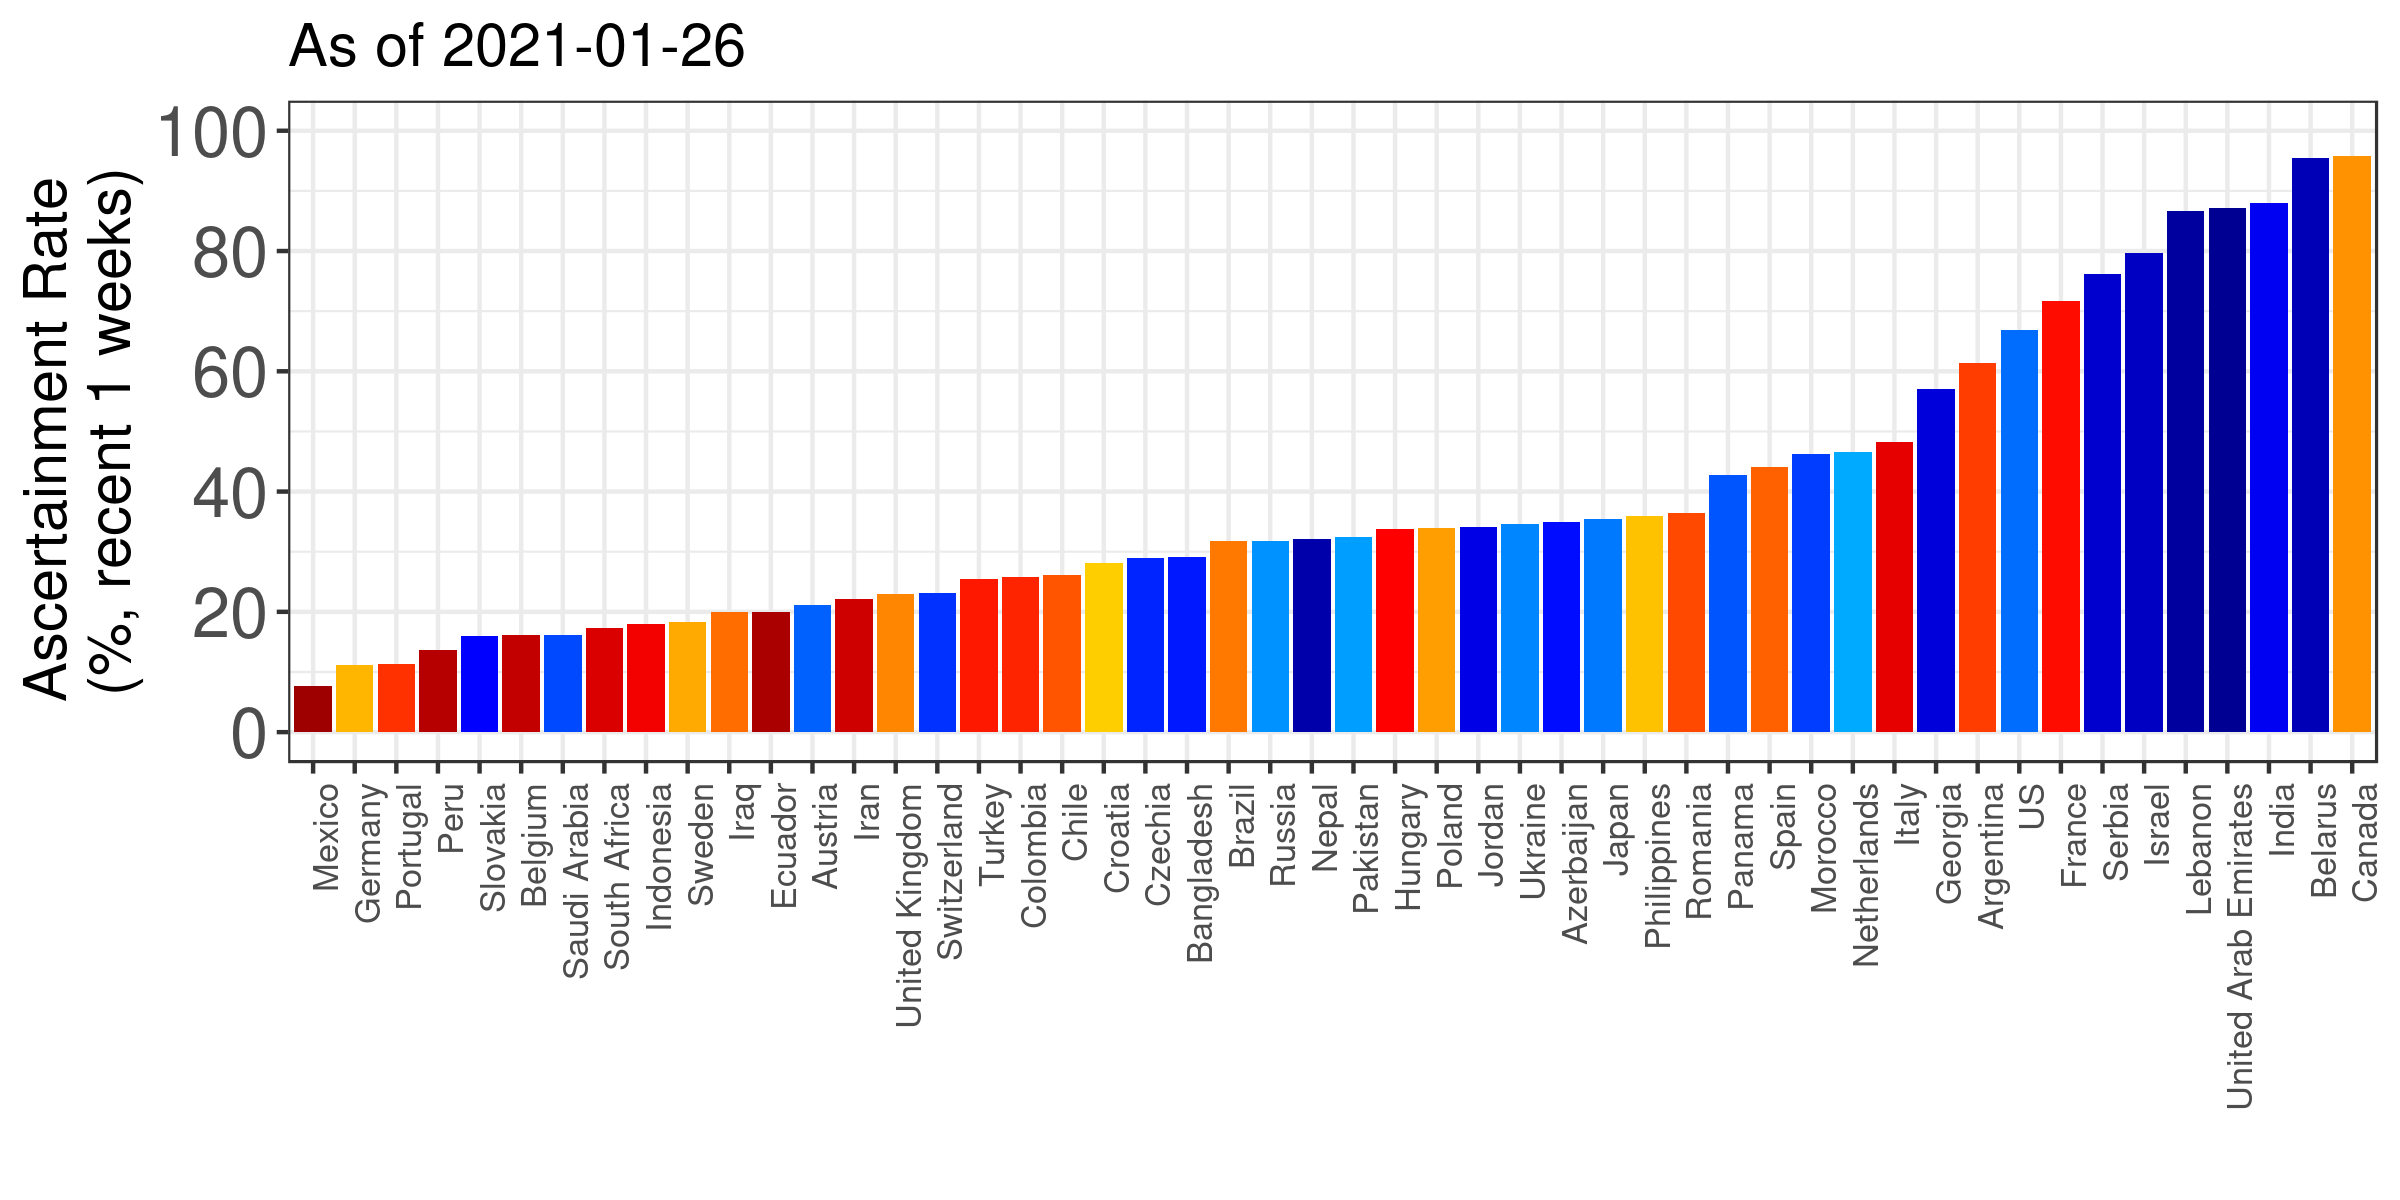 As of 2021-01-26
Ascertainment Rate
(%, recent 1 weeks)
100
80
60
40
20
0
Mexico
Germany
Portugal
Peru
Slovakia
Belgium
Saudi Arabia
South Africa
Indonesia
Sweden
Iraq
Ecuador
Austria
Iran
United Kingdom
Switzerland
Turkey
Colombia
Chile
Croatia
Czechia
Bangladesh
Brazil
Russia
Nepal
Pakistan
Hungary
Poland
Jordan
Ukraine
Azerbaijan
Japan
Philippines
Romania
Panama
Spain
Morocco
Netherlands
Italy
Georgia
Argentina
US
France
Serbia
Israel
Lebanon
United Arab Emirates
India
Belarus
Canada